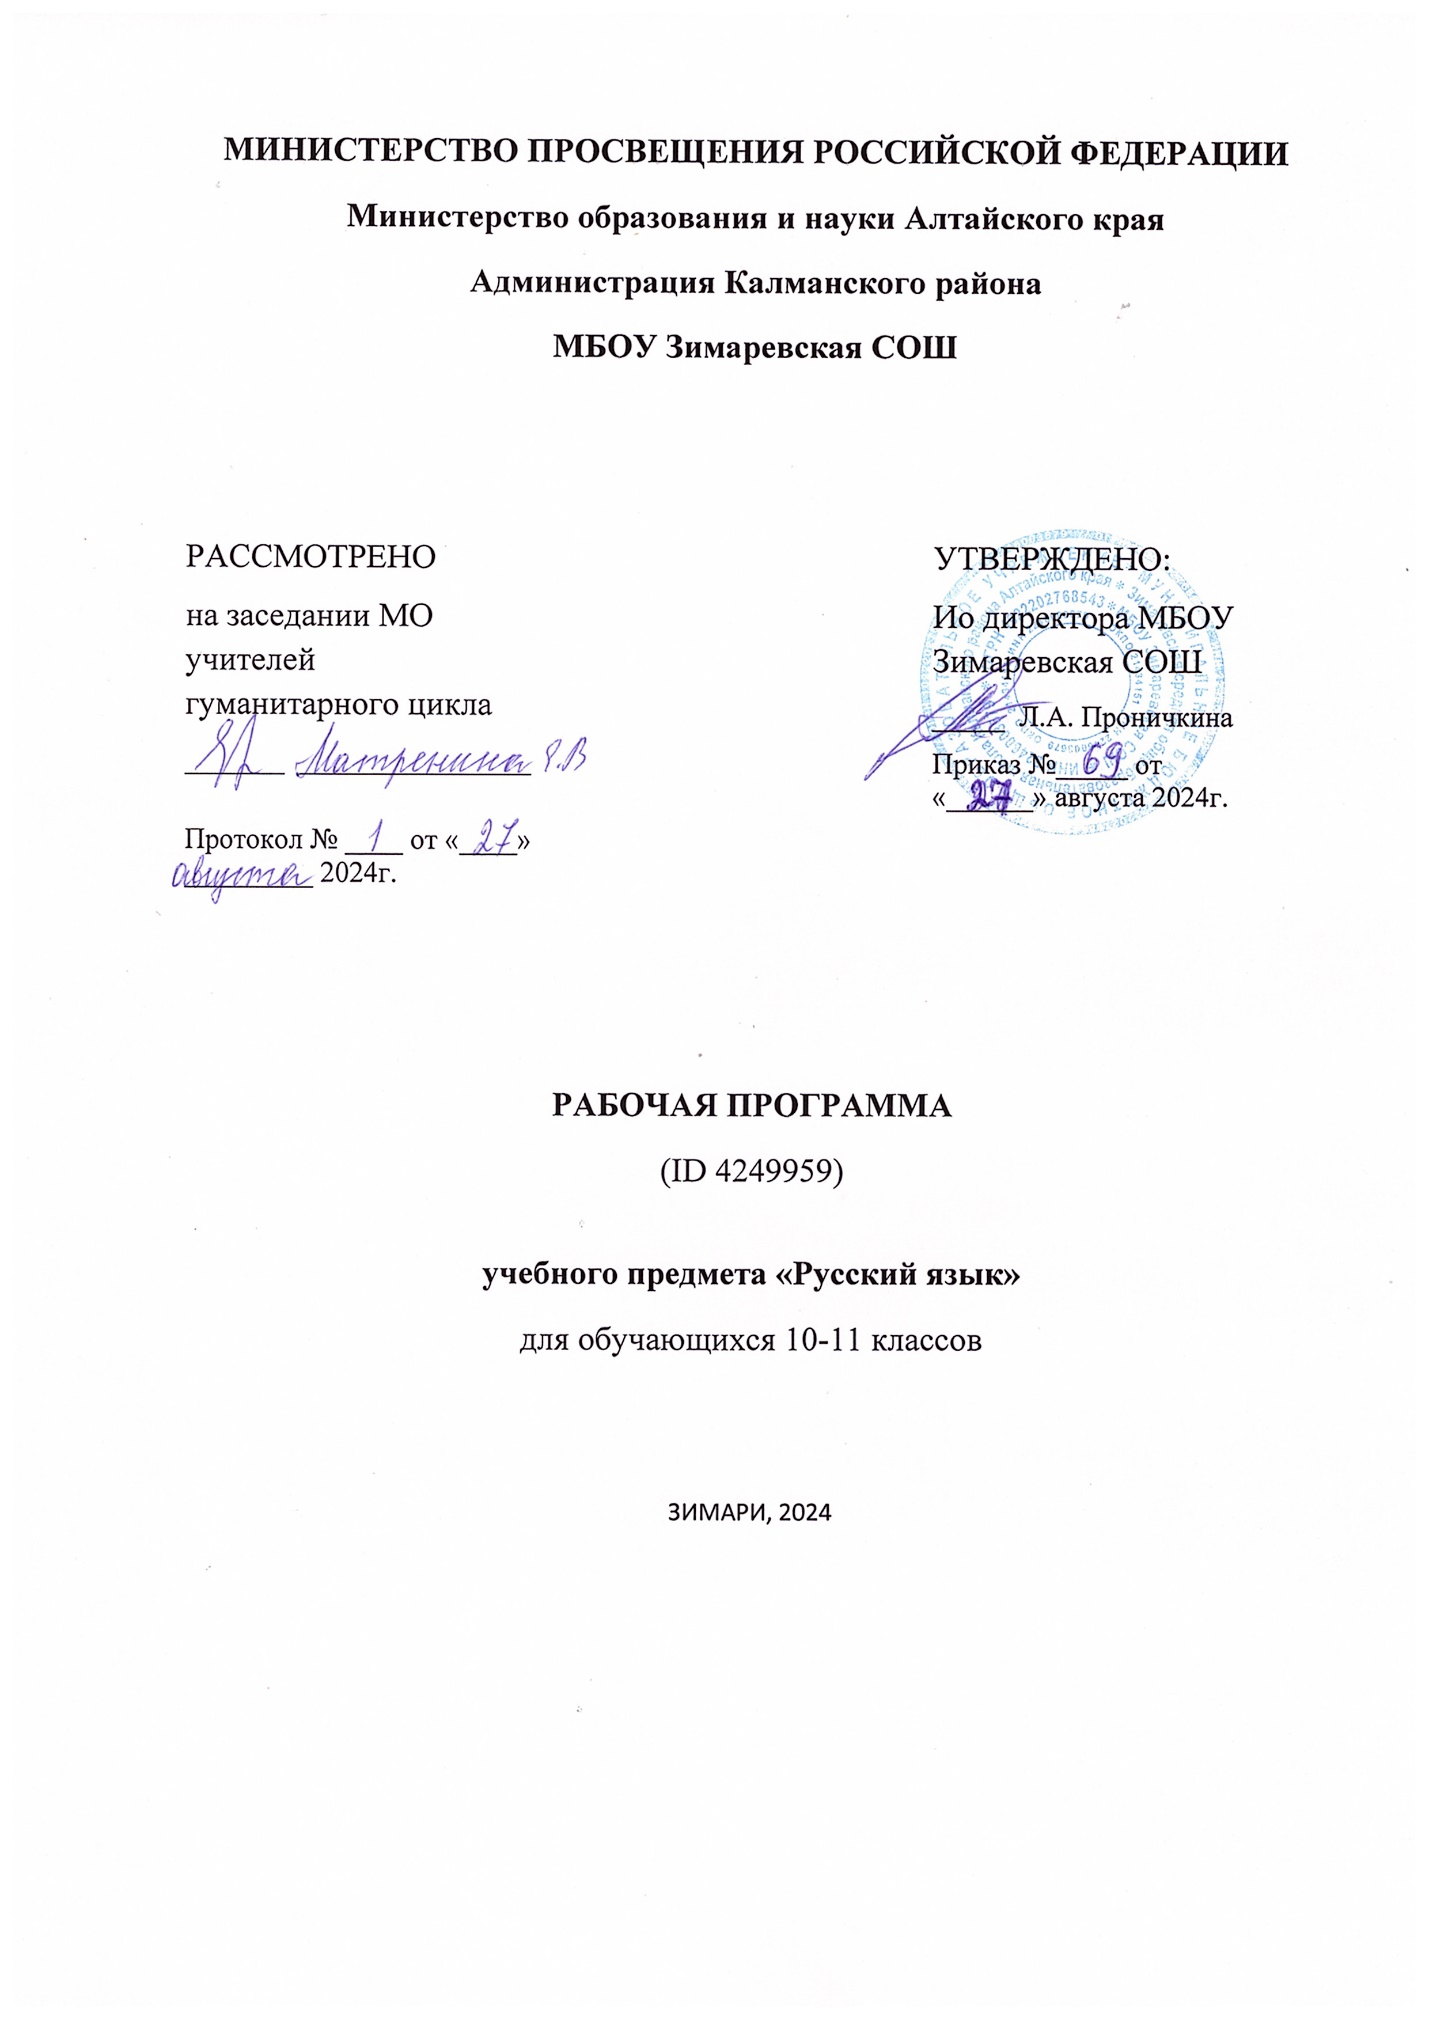 МИНИСТЕРСТВО ПРОСВЕЩЕНИЯ РОССИЙСКОЙ ФЕДЕРАЦИИ
Министерство образования и науки Алтайского края
Администрация Калманского района
МБОУ Зимаревская СОШ
РАССМОТРЕНО
на заседании МО
учителей
гуманитарного цикла
Матренина Е.В
Протокол № 1 от «27»
августа 2024г.
УТВЕРЖДЕНО:
Ио директора МБОУ
Зимаревская СОШ
Л.А. Проничкина
Приказ № 69 от
«27» августа 2024г.
РАБОЧАЯ ПРОГРАММА
(ID 4249959)
учебного предмета «Русский язык»
для обучающихся 10-11 классов
ЗИМАРИ, 2024